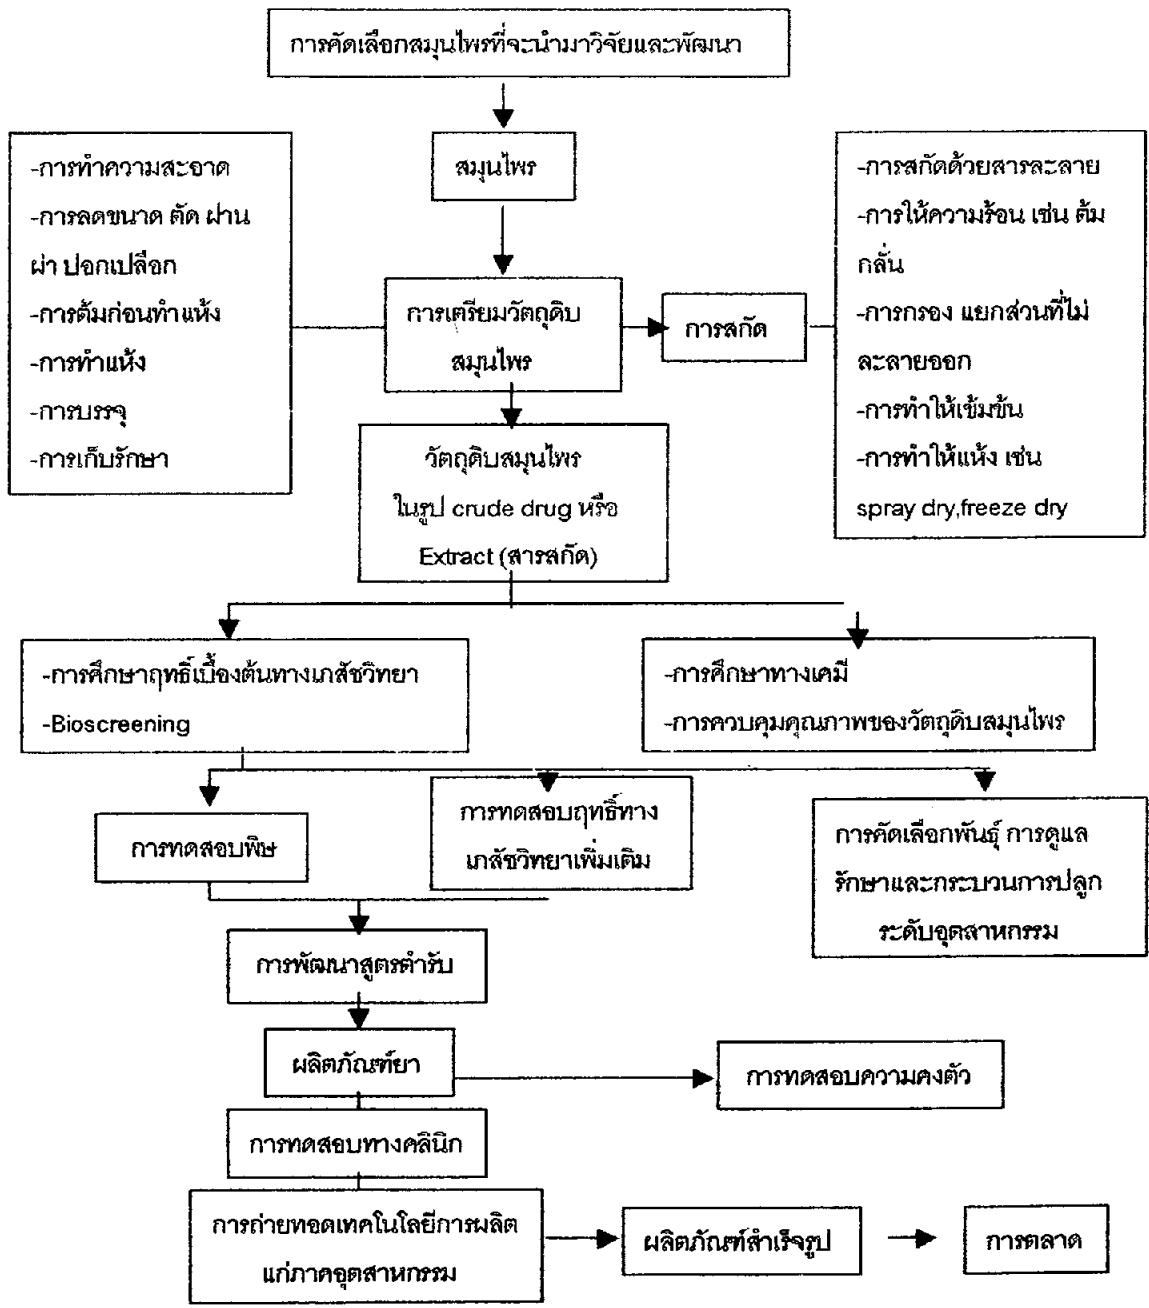 การคัดเลือกสมุนไพรที่จะนำมาวิจัยและพัฒนา
สมุนไพร
-การทำความสะอาด
-การลดขนาด ตัด ฝาน
ผ่า ปอกเปลือก
-การต้มก่อนทำแห้ง
-การทำแห้ง
-การบรรจุ
-การเก็บรักษา
การเตรียมวัตถุดิบ
สมุนไพร
การสกัด
-การสกัดด้วยสารละลาย
-การให้ความร้อน เช่น ต้ม
กลั่น
-การกรอง แยกส่วนที่ไม่
ละลายออก
-การทำให้เข้มข้น
-การทำให้แห้ง เช่น
spray dry,freeze dry
วัตถุดิบสมุนไพร
ในรูป crude drug หรือ
Extract (สารสกัด)
-การศึกษาฤทธิ์เบื้องต้นทางเภสัชวิทยา
-Bioscreening
-การศึกษาทางเคมี
-การควบคุมคุณภาพของวัตถุดิบสมุนไพร
การทดสอบพิษ
การทดสอบฤทธิ์ทาง
เภสัชวิทยาเพิ่มเติม
การคัดเลือกพันธุ์ การดูแล
รักษาและกระบวนการปลูก
ระดับอุตสาหกรรม
การพัฒนาสูตรตำรับ
ผลิตภัณฑ์ยา
การทดสอบความคงตัว
การทดสอบทางคลินิก
การถ่ายทอดเทคโนโลยีการผลิต
แก่ภาคอุตสาหกรรม
ผลิตภัณฑ์สำเร็จรูป
การตลาด